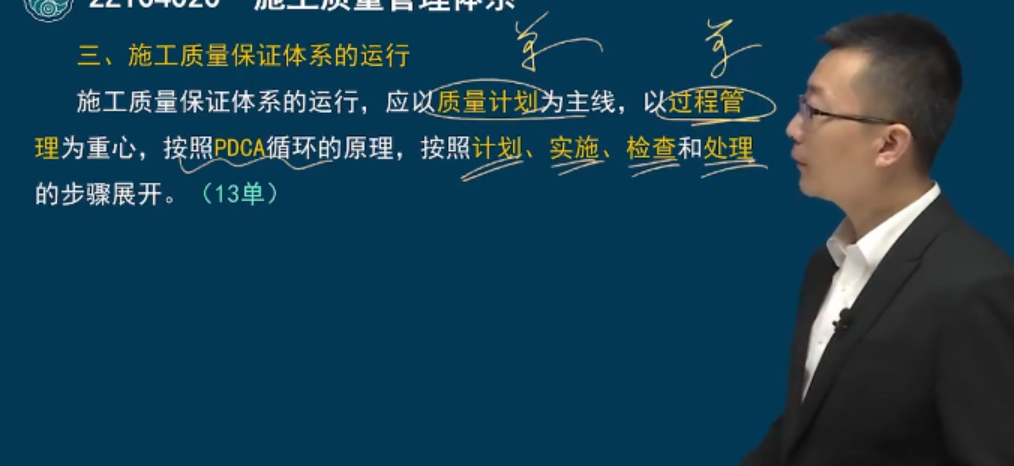 施工质量管理体系
三、施工质量保证体系的运行
施工质量保证体系的运行，应以质量计划为主线，以过程管
理为重心，按照PDCA循环的原理，按照计划、实施、检查和处理
的步骤展开。（13单）